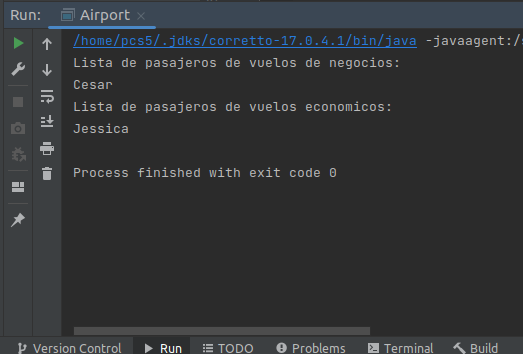 Run: Airport
/home/pcs5/.jdks/corretto-17.0.4.1/bin/java -javaagent:/
Lista de pasajeros de vuelos de negocios:
Cesar
Lista de pasajeros de vuelos economicos:
Jessica
Process finished with exit code 0
Version Control Run TODO Problems Terminal Build